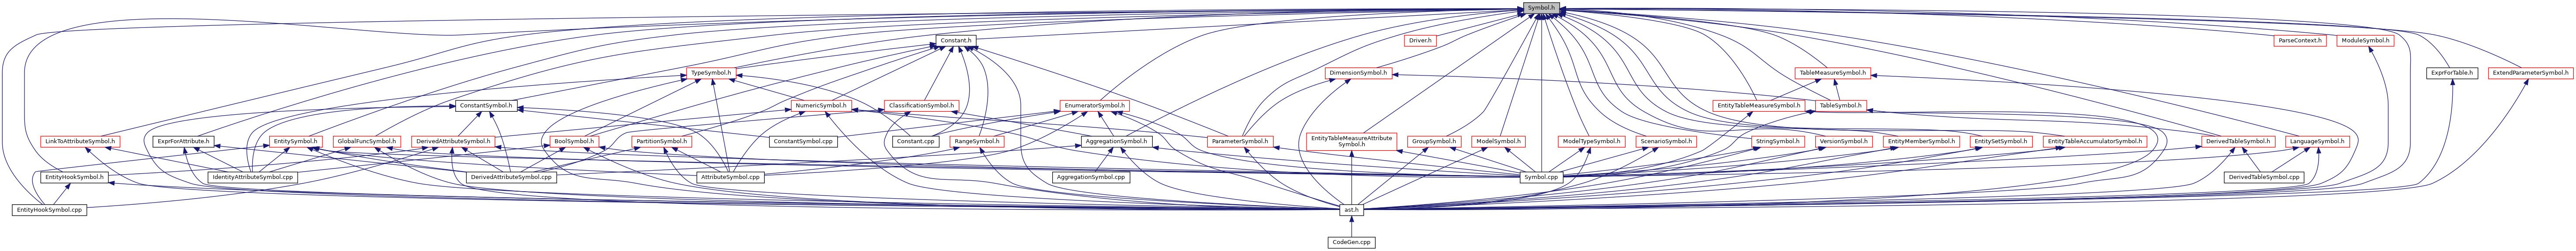 Symbol.h
Constant.h
Driver.h
ParseContext.h
ModuleSymbol.h
TypeSymbol.h
DimensionSymbol.h
TableMeasureSymbol.h
ExprForTable.h
ExtendParameterSymbol.h
ConstantSymbol.h
NumericSymbol.h
ClassificationSymbol.h
EnumeratorSymbol.h
EntityTableMeasureSymbol.h
TableSymbol.h
LinkToAttributeSymbol.h
ExprForAttribute.h
EntitySymbol.h
GlobalFuncSymbol.h
DerivedAttributeSymbol.h
BoolSymbol.h
PartitionSymbol.h
ConstantSymbol.cpp
Constant.cpp
RangeSymbol.h
AggregationSymbol.h
ParameterSymbol.h
EntityTableMeasureAttribute
Symbol.h
GroupSymbol.h
ModelSymbol.h
ModelTypeSymbol.h
ScenarioSymbol.h
StringSymbol.h
VersionSymbol.h
EntityMemberSymbol.h
EntitySetSymbol.h
EntityTableAccumulatorSymbol.h
DerivedTableSymbol.h
LanguageSymbol.h
EntityHookSymbol.h
IdentityAttributeSymbol.cpp
DerivedAttributeSymbol.cpp
AttributeSymbol.cpp
AggregationSymbol.cpp
Symbol.cpp
DerivedTableSymbol.cpp
EntityHookSymbol.cpp
ast.h
CodeGen.cpp